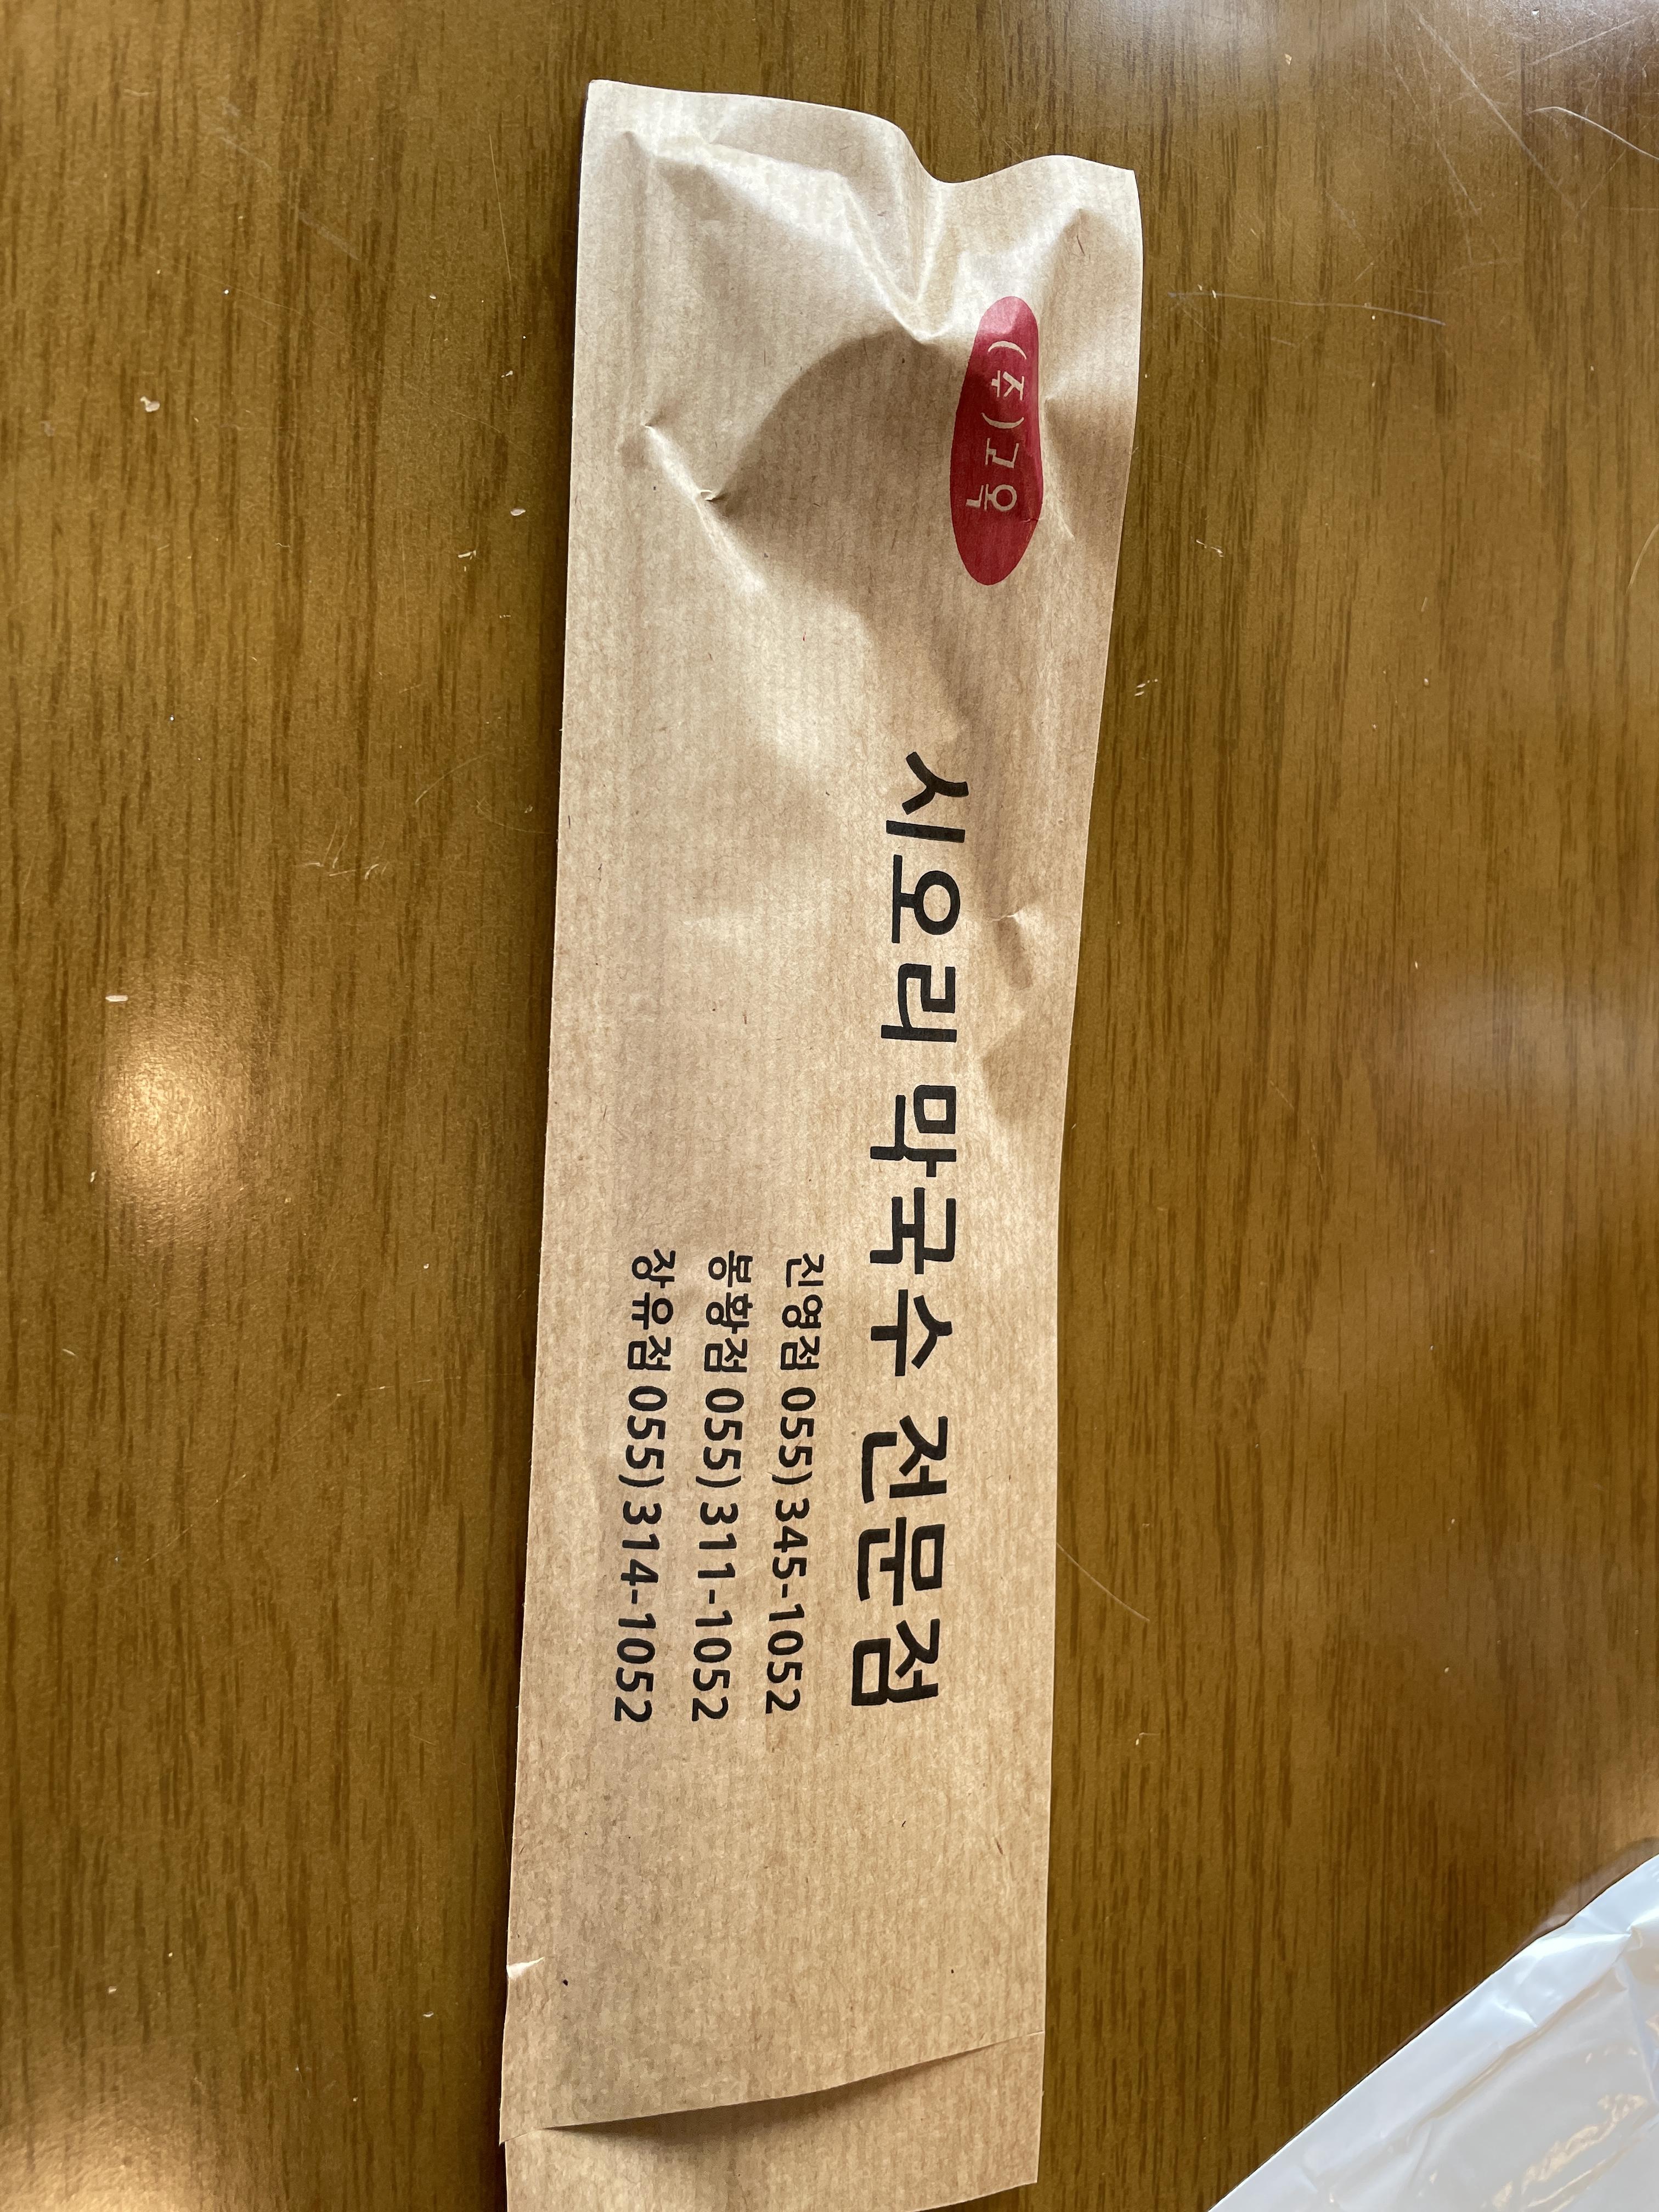 (주)고육
시오리 막국수 전문점
진영점 055) 345-1052
봉황점 055) 311-1052
장유점 055) 314-1052